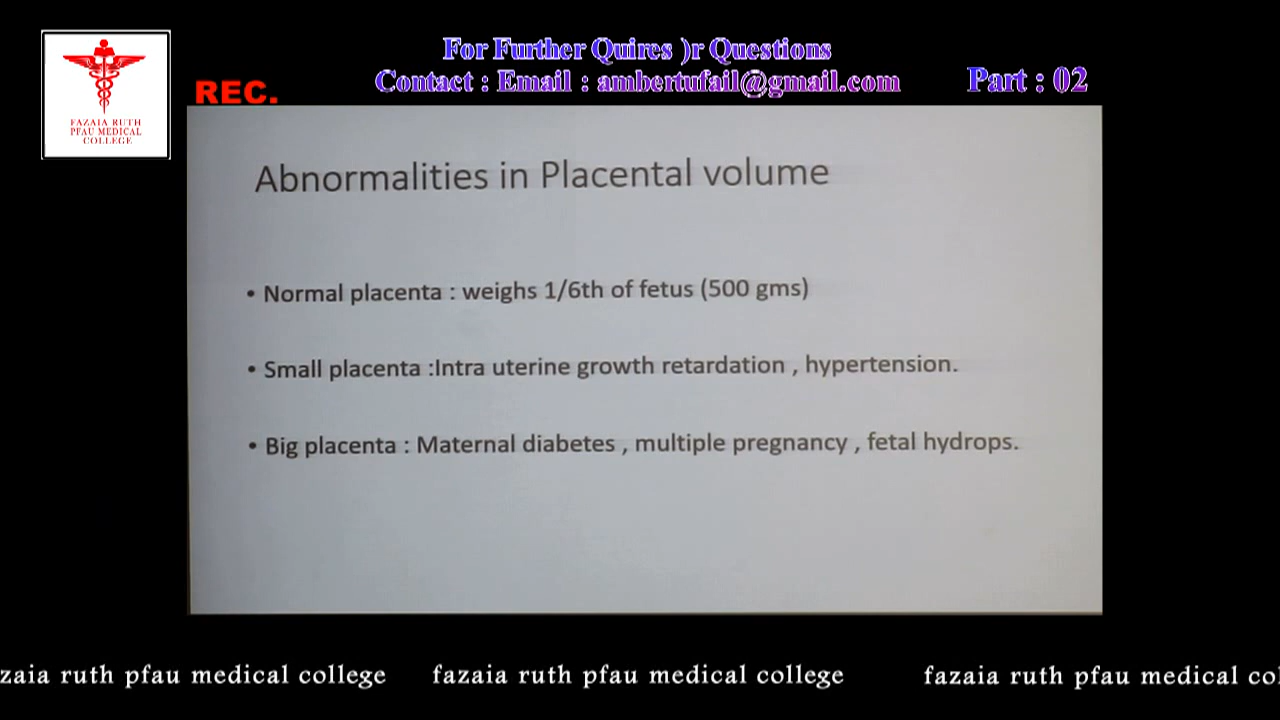 For Further Quires )r Questions
Contact : Email : ambertufail@gmail.com
Part : 02
REC.
FAZAIA RUTH
PFAU MEDICAL
COLLEGE
Abnormalities in Placental volume
• Normal placenta : weighs 1/6th of fetus (500 gms)
• Small placenta :Intra uterine growth retardation , hypertension.
• Big placenta : Maternal diabetes , multiple pregnancy , fetal hydrops.
zaia ruth pfau medical college fazaia ruth pfau medical college fazaia ruth pfau medical col